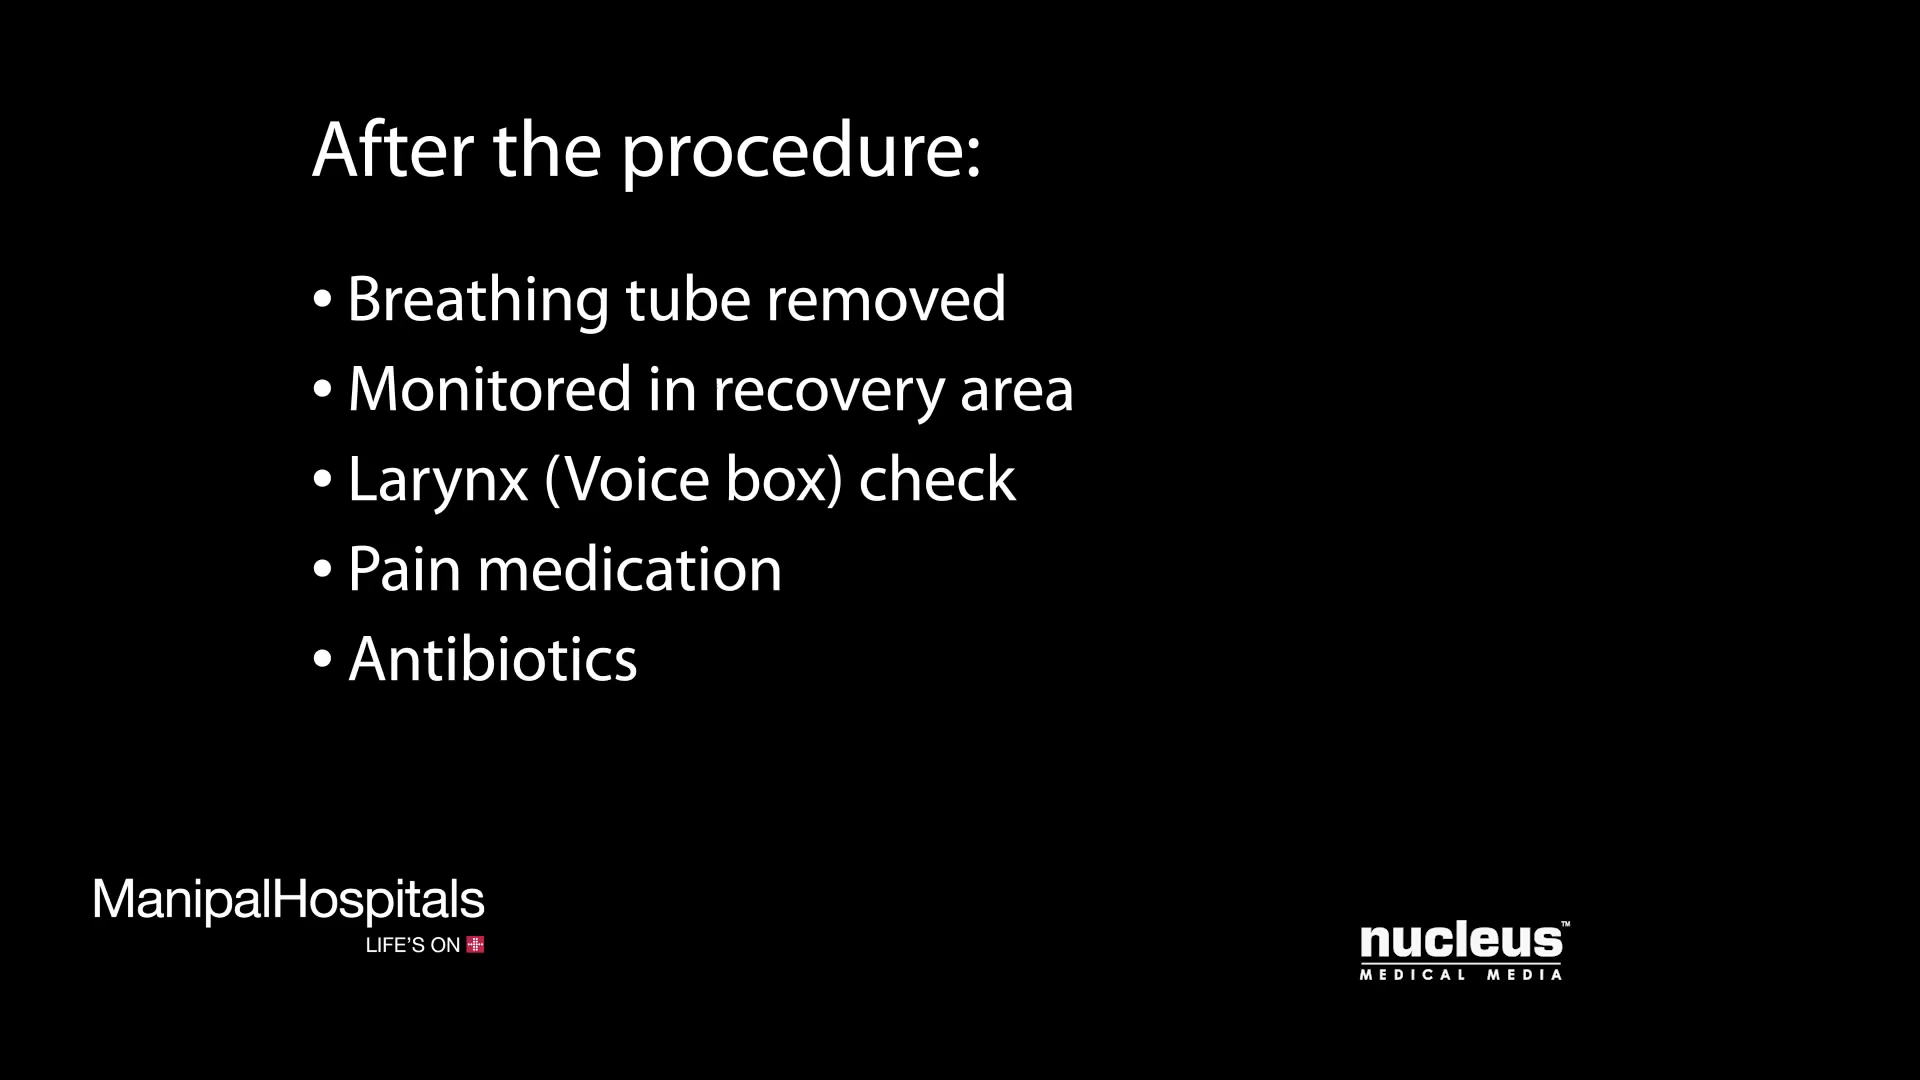 After the procedure:
• Breathing tube removed
• Monitored in recovery area
• Larynx (Voice box) check
• Pain medication
• Antibiotics
ManipalHospitals
LIFE'S ON
nucleus™
MEDICAL MEDIA